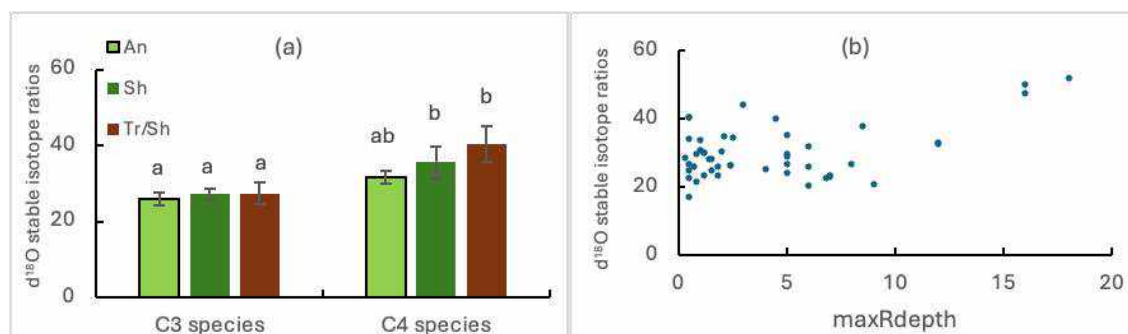 (a)
An
Sh
Tr/Sh
d¹⁸O stable isotope ratios
60
40
20
0
a a a ab b b
C3 species C4 species
(b)
d¹⁸O stable isotope ratios
60
40
20
0
0 5 10 15 20
maxRdepth